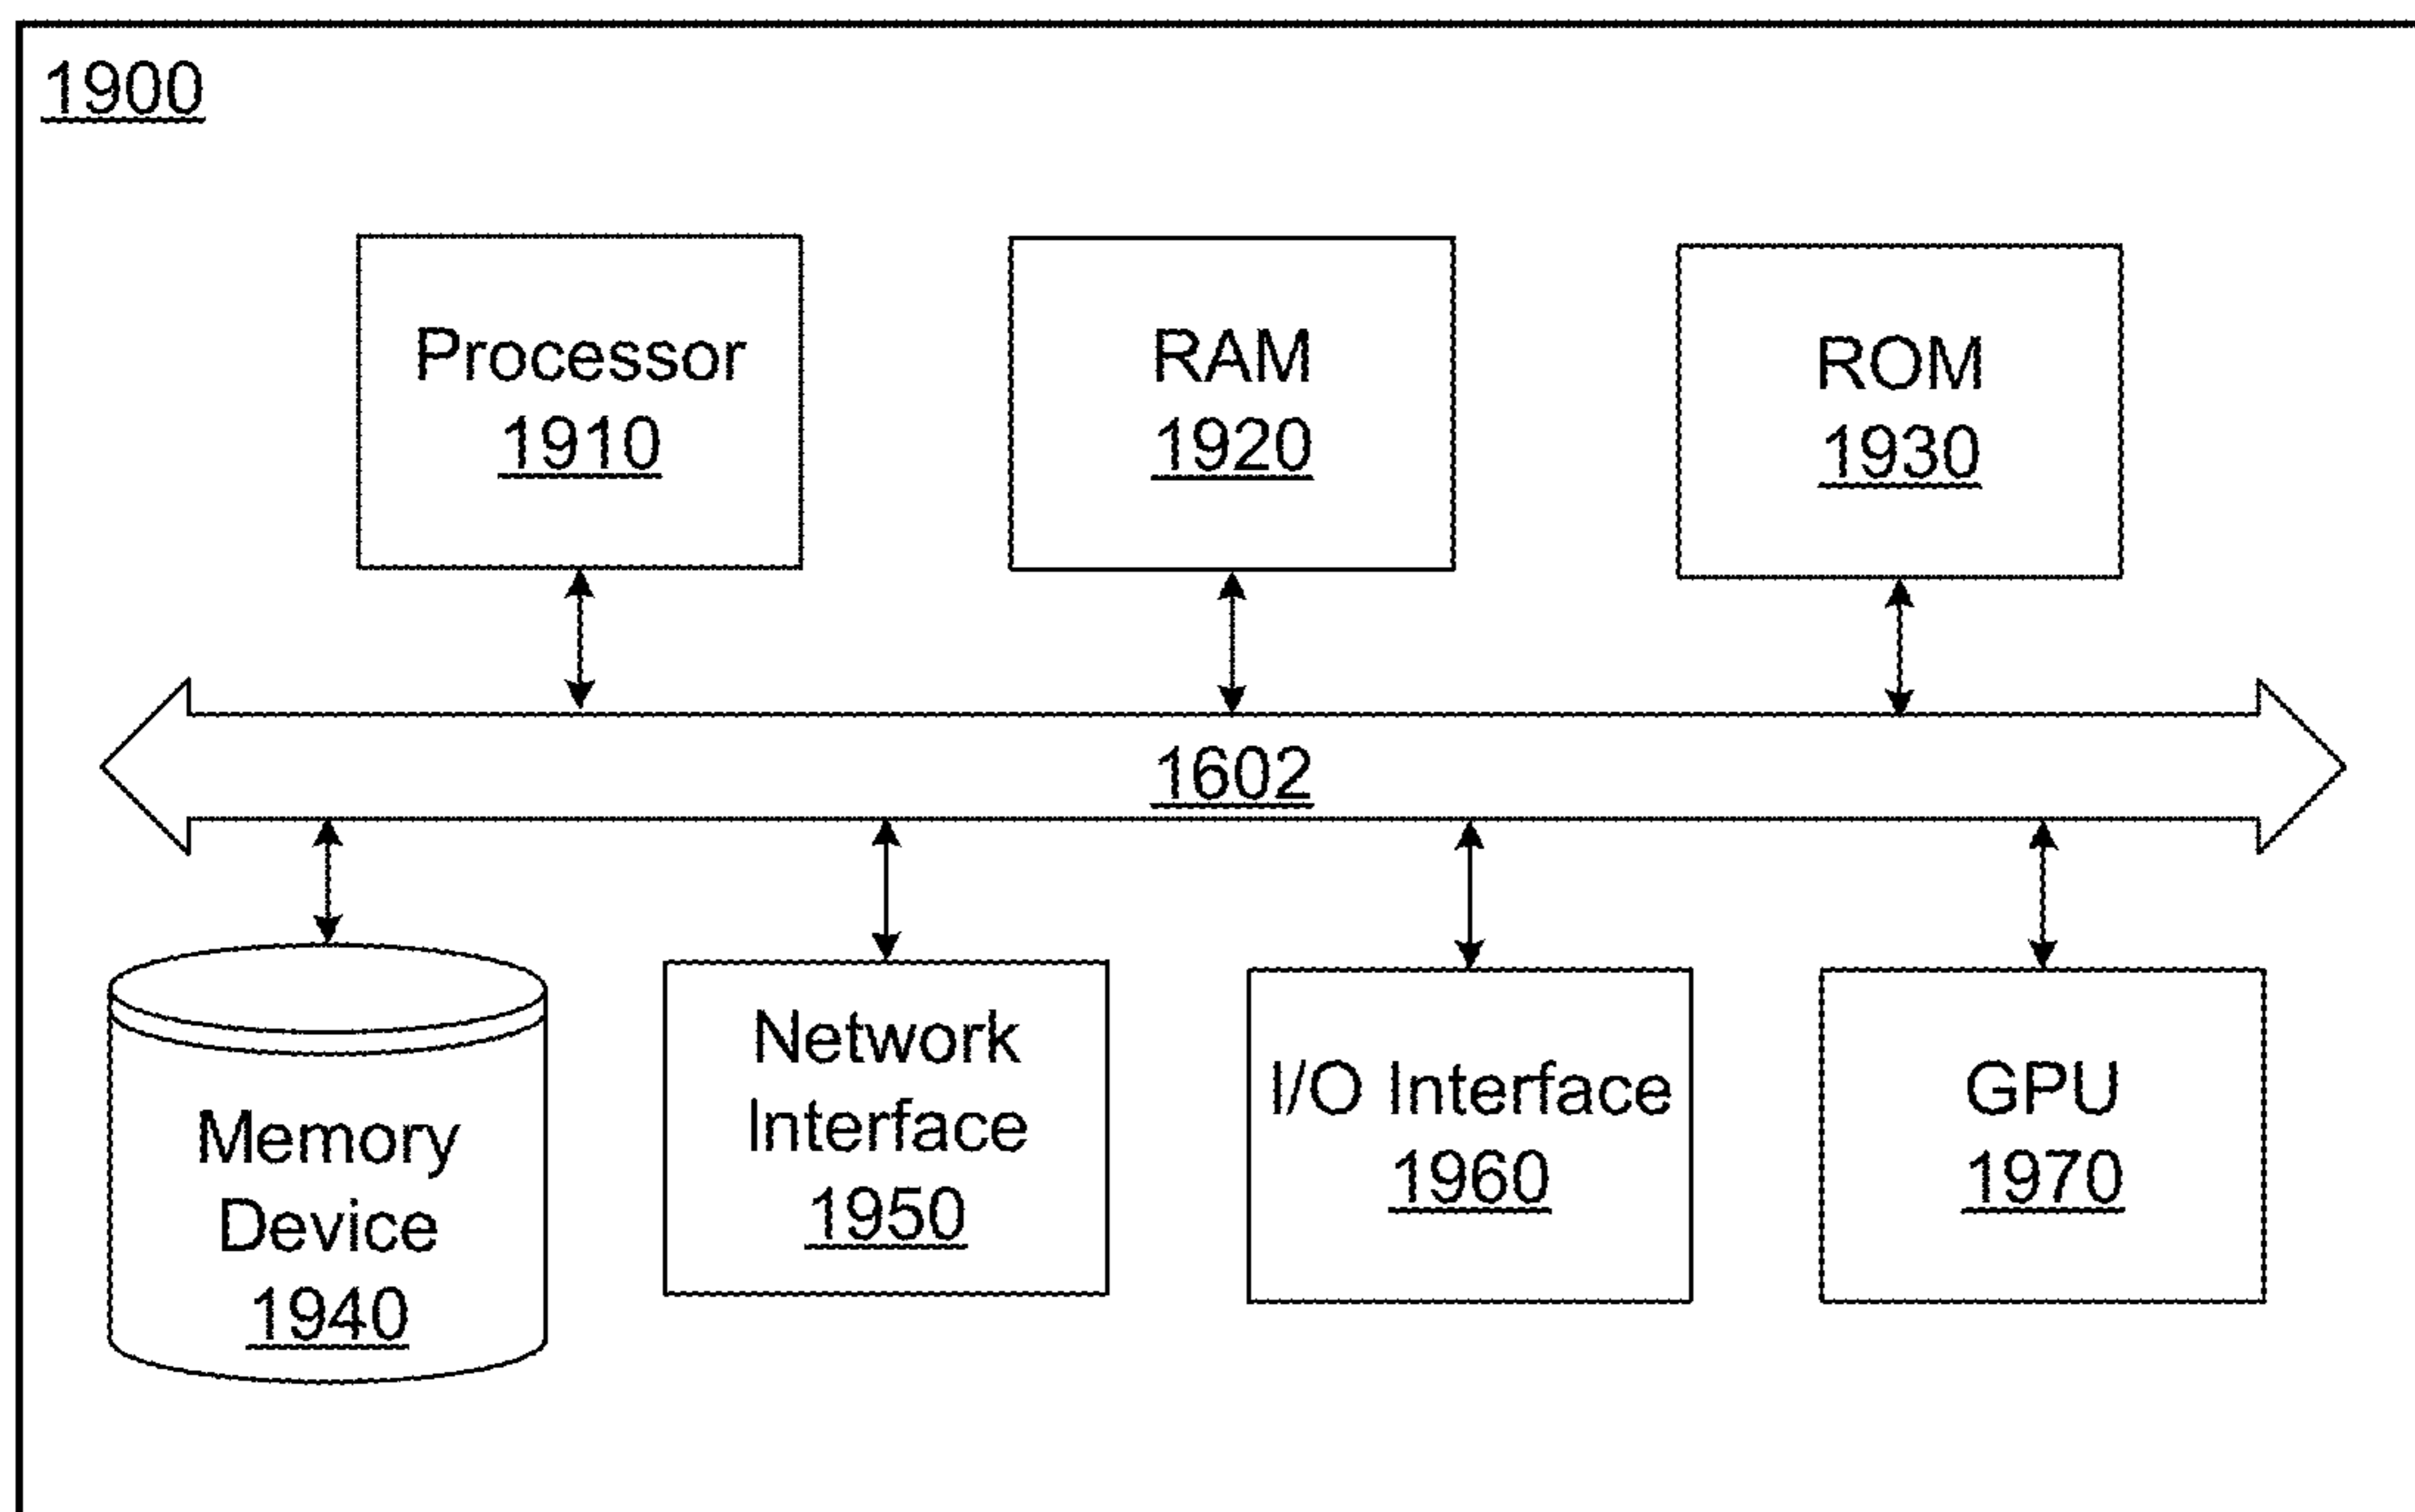 1900
Processor
1910
RAM
1920
ROM
1930
1602
Memory
Device
1940
Network
Interface
1950
I/O Interface
1960
GPU
1970